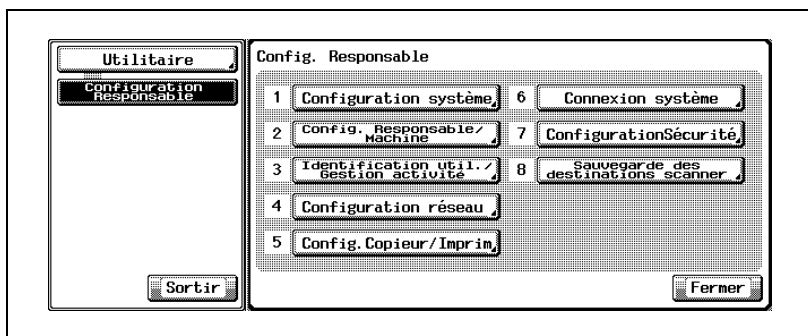 Utilitaire
Configuration
Responsable
Sortir
Config. Responsable
1 Configuration système
2 Config. Responsable/
Machine
3 Identification util./
Gestion activité
4 Configuration réseau
5 Config.Copieur/Imprim
6 Connexion système
7 ConfigurationSécurité
8 Sauvegarde des
destinations scanner
Fermer